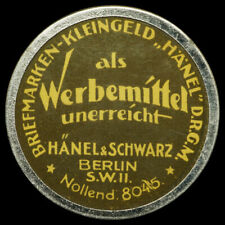 BRIEFMARKEN-KLEINGELD „HÄNEL” D.R.G.M.
als
Werbemittel
unerreicht
HÄNEL & SCHWARZ
BERLIN
S.W.11.
Nollend. 8045.